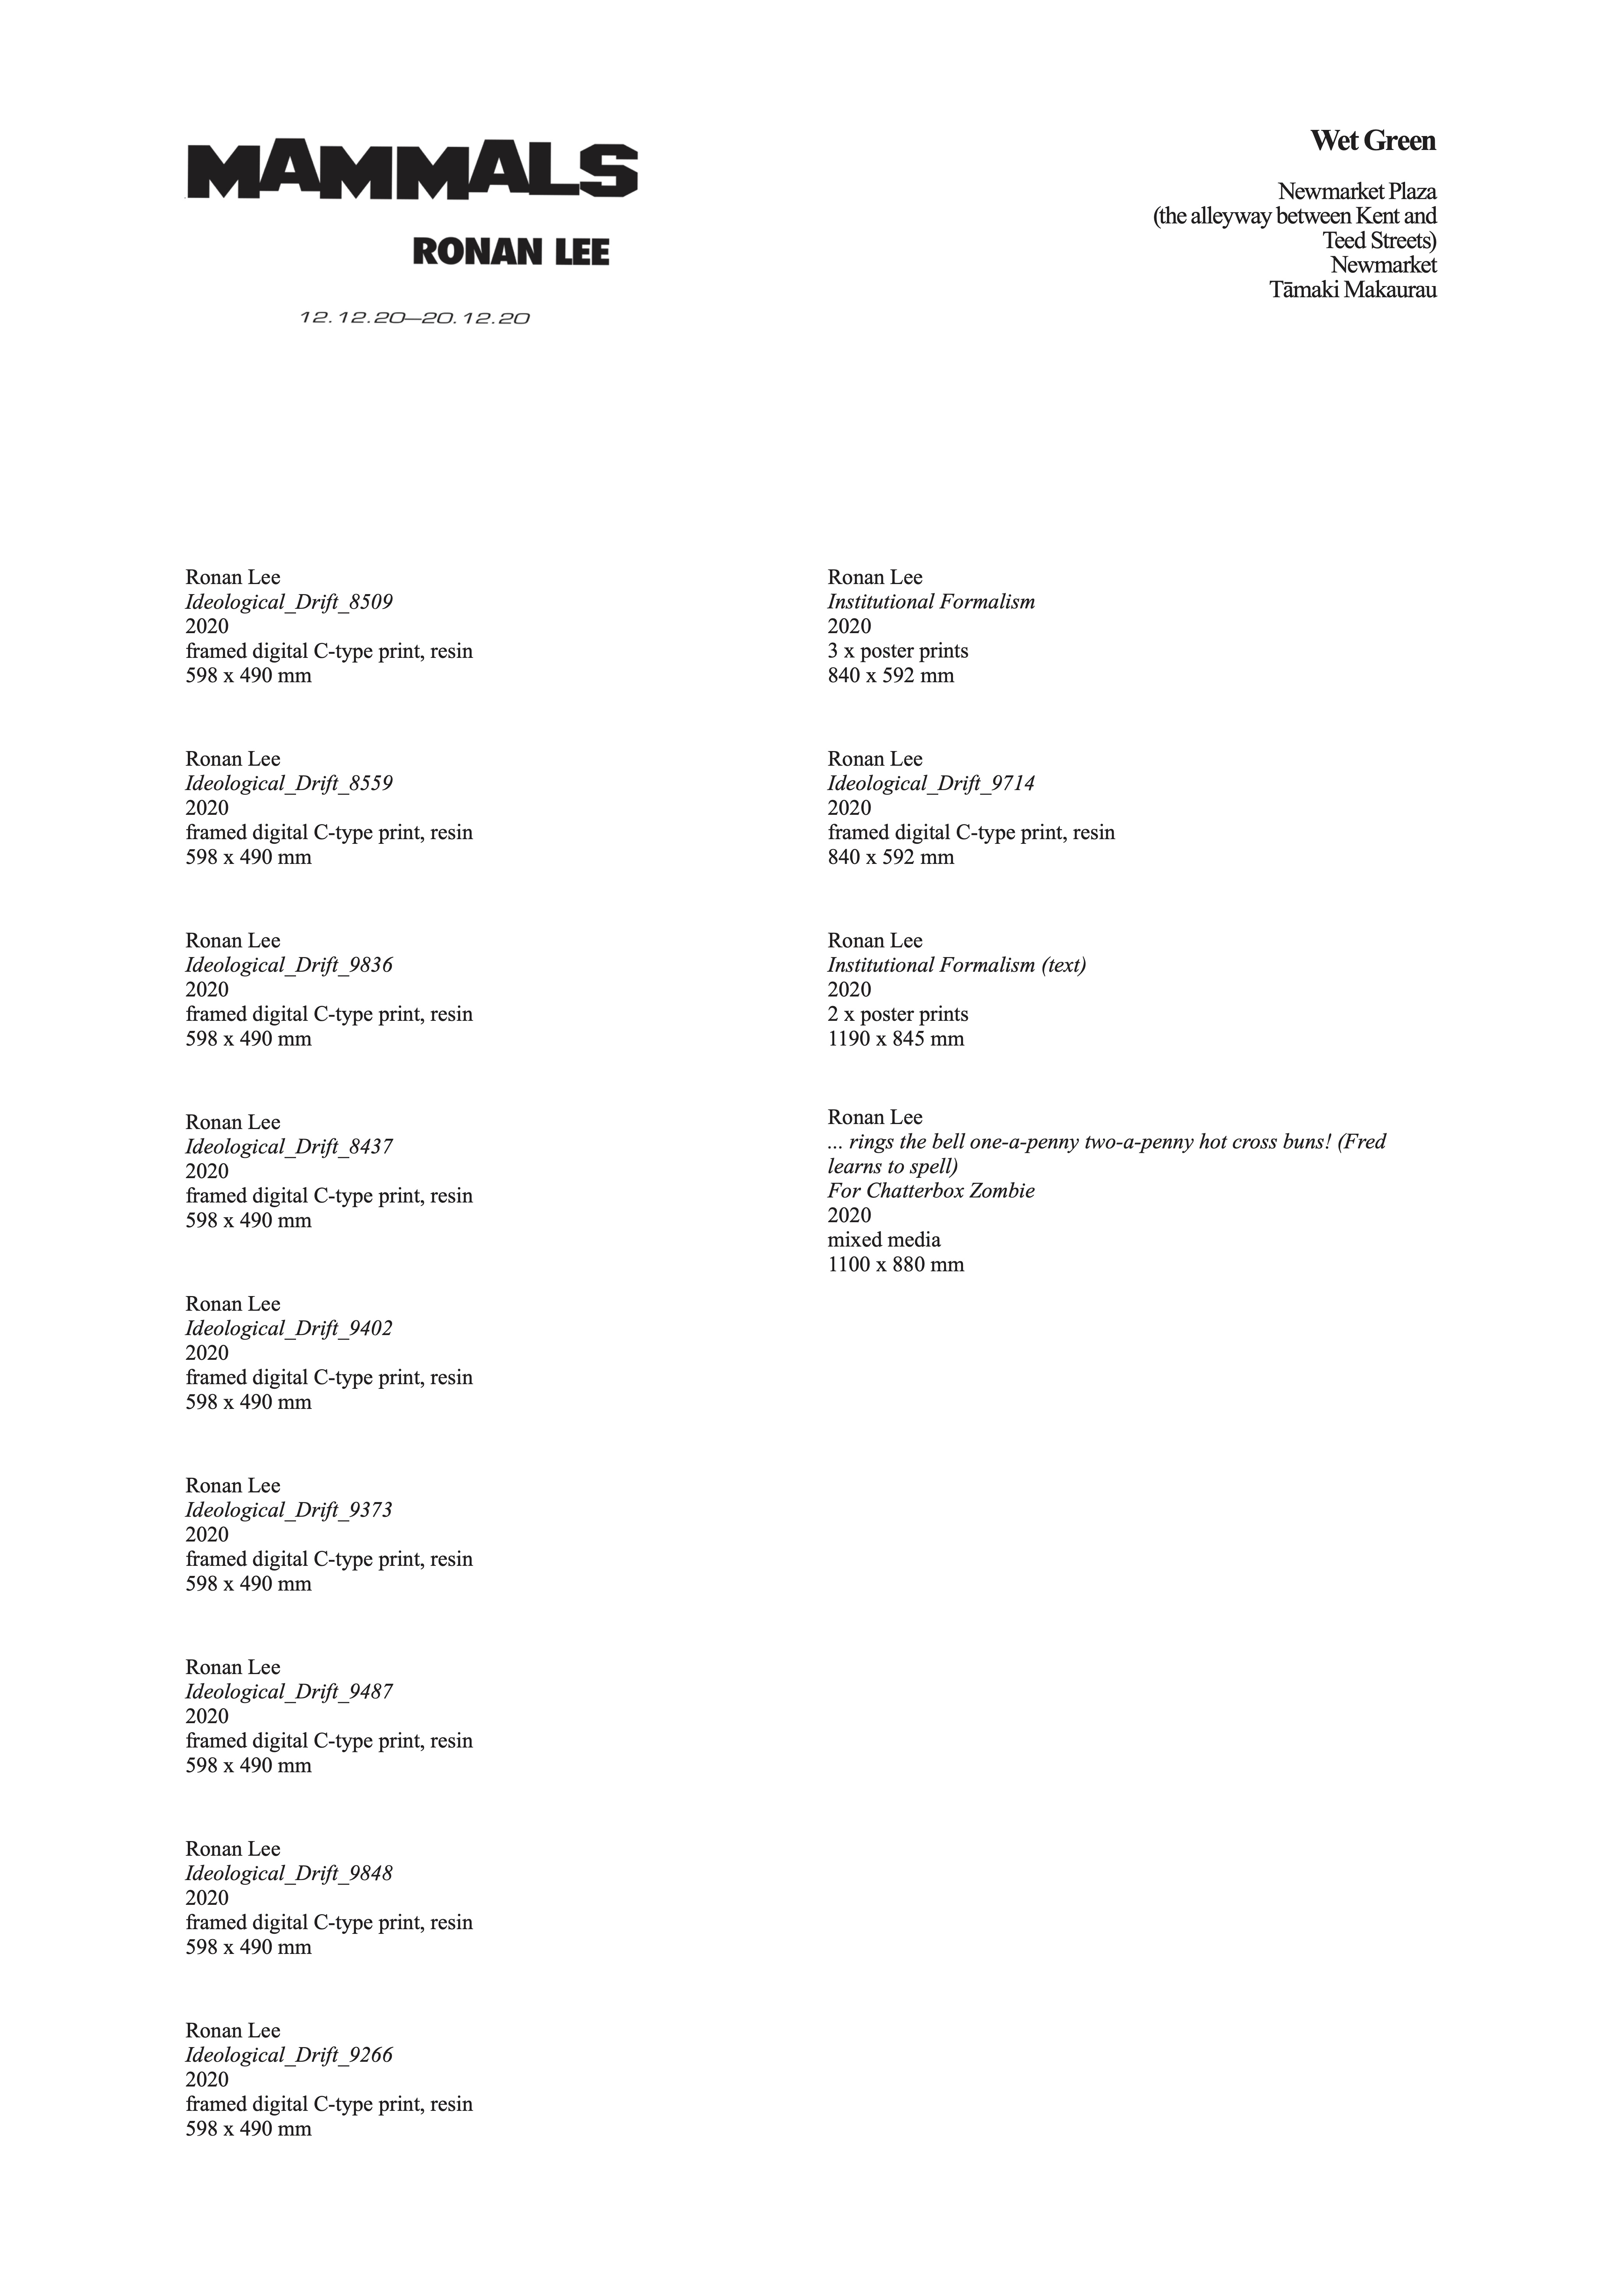 MAMMALS
RONAN LEE
12.12.20—20.12.20
Wet Green
Newmarket Plaza
(the alleyway between Kent and
Teed Streets)
Newmarket
Tāmaki Makaurau
Ronan Lee
Ideological_Drift_8509
2020
framed digital C-type print, resin
598 x 490 mm
Ronan Lee
Ideological_Drift_8559
2020
framed digital C-type print, resin
598 x 490 mm
Ronan Lee
Ideological_Drift_9836
2020
framed digital C-type print, resin
598 x 490 mm
Ronan Lee
Ideological_Drift_8437
2020
framed digital C-type print, resin
598 x 490 mm
Ronan Lee
Ideological_Drift_9402
2020
framed digital C-type print, resin
598 x 490 mm
Ronan Lee
Ideological_Drift_9373
2020
framed digital C-type print, resin
598 x 490 mm
Ronan Lee
Ideological_Drift_9487
2020
framed digital C-type print, resin
598 x 490 mm
Ronan Lee
Ideological_Drift_9848
2020
framed digital C-type print, resin
598 x 490 mm
Ronan Lee
Ideological_Drift_9266
2020
framed digital C-type print, resin
598 x 490 mm
Ronan Lee
Institutional Formalism
2020
3 x poster prints
840 x 592 mm
Ronan Lee
Ideological_Drift_9714
2020
framed digital C-type print, resin
840 x 592 mm
Ronan Lee
Institutional Formalism (text)
2020
2 x poster prints
1190 x 845 mm
Ronan Lee
... rings the bell one-a-penny two-a-penny hot cross buns! (Fred
learns to spell)
For Chatterbox Zombie
2020
mixed media
1100 x 880 mm